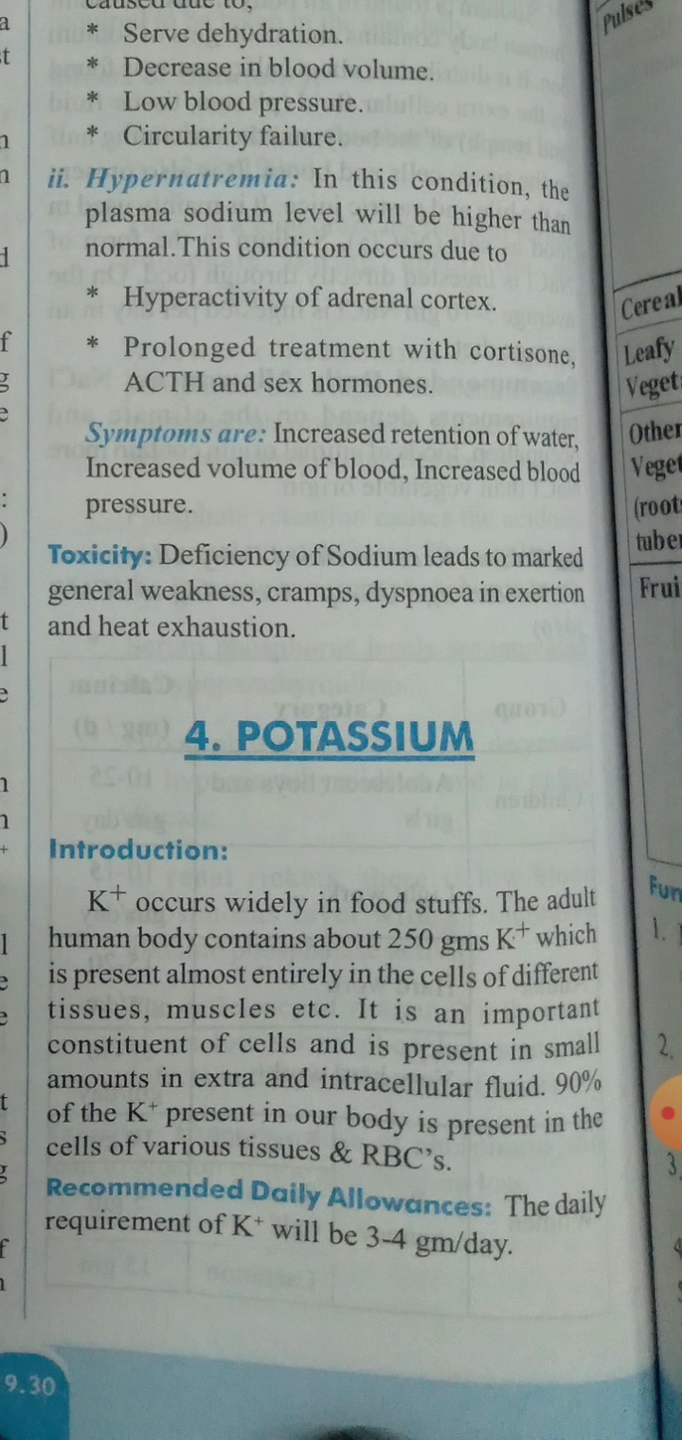 caused due to,
* Serve dehydration.
* Decrease in blood volume.
* Low blood pressure.
* Circularity failure.
ii. Hypernatremia: In this condition, the
plasma sodium level will be higher than
normal.This condition occurs due to
* Hyperactivity of adrenal cortex.
* Prolonged treatment with cortisone,
ACTH and sex hormones.
Symptoms are: Increased retention of water,
Increased volume of blood, Increased blood
pressure.
Toxicity: Deficiency of Sodium leads to marked
general weakness, cramps, dyspnoea in exertion
and heat exhaustion.
4. POTASSIUM
Introduction:
K+ occurs widely in food stuffs. The adult
human body contains about 250 gms K+ which
is present almost entirely in the cells of different
tissues, muscles etc. It is an important
constituent of cells and is present in small
amounts in extra and intracellular fluid. 90%
of the K+ present in our body is present in the
cells of various tissues & RBC's.
Recommended Daily Allowances: The daily
requirement of K+ will be 3-4 gm/day.
9.30
Pulses
Cereal
Leafy
Veget
Other
Veget
(root
tuber
Frui
Fun
1.
2.
3.